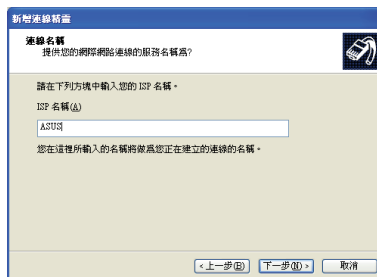 新增連線精靈
連線名稱
提供您的網際網路連線的服務名稱為?
請在下列方塊中輸入您的 ISP 名稱。
ISP 名稱(A)
ASUS
您在這裡所輸入的名稱將做為您正在建立的連線的名稱。
<上一步(B) 下一步(N)> 取消